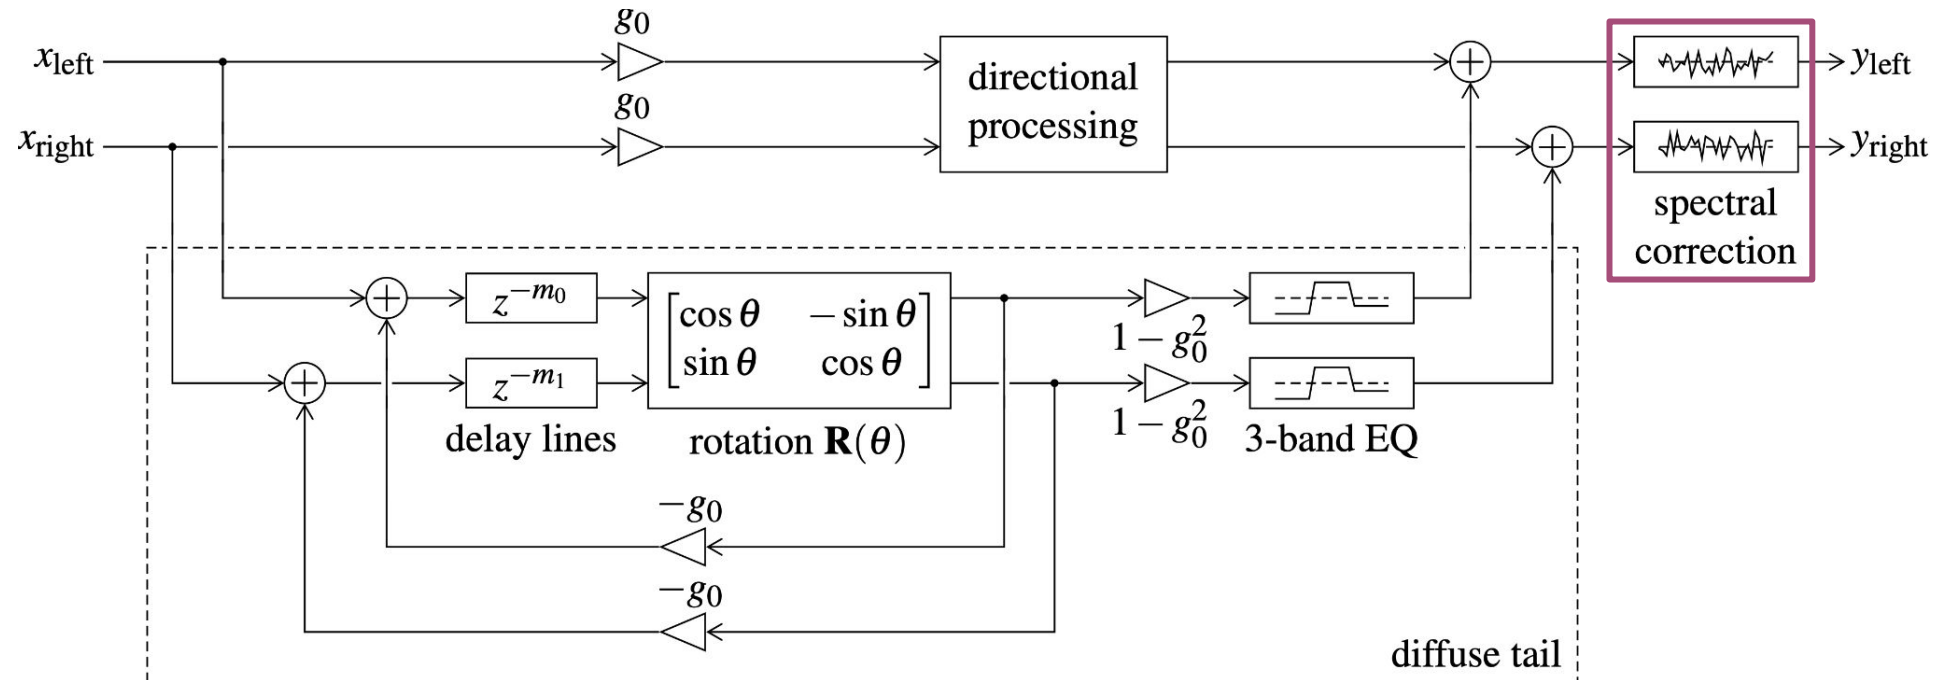 g₀
x_left
directional
processing
y_left
g₀
x_right
y_right
spectral
correction
z^{-m₀}
cos θ − sin θ
sin θ cos θ
1 − g₀²
z^{-m₁}
delay lines
rotation R(θ)
1 − g₀²
3-band EQ
−g₀
−g₀
diffuse tail